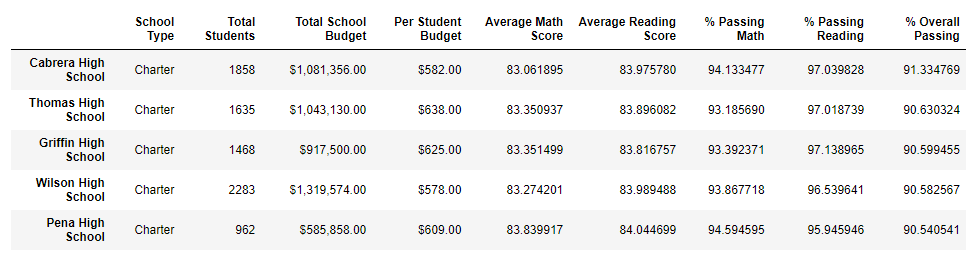 School Type Total Students Total School Budget Per Student Budget Average Math Score Average Reading Score % Passing Math % Passing Reading % Overall Passing
Cabrera High School Charter 1858 $1,081,356.00 $582.00 83.061895 83.975780 94.133477 97.039828 91.334769
Thomas High School Charter 1635 $1,043,130.00 $638.00 83.350937 83.896082 93.185690 97.018739 90.630324
Griffin High School Charter 1468 $917,500.00 $625.00 83.351499 83.816757 93.392371 97.138965 90.599455
Wilson High School Charter 2283 $1,319,574.00 $578.00 83.274201 83.989488 93.867718 96.539641 90.582567
Pena High School Charter 962 $585,858.00 $609.00 83.839917 84.044699 94.594595 95.945946 90.540541